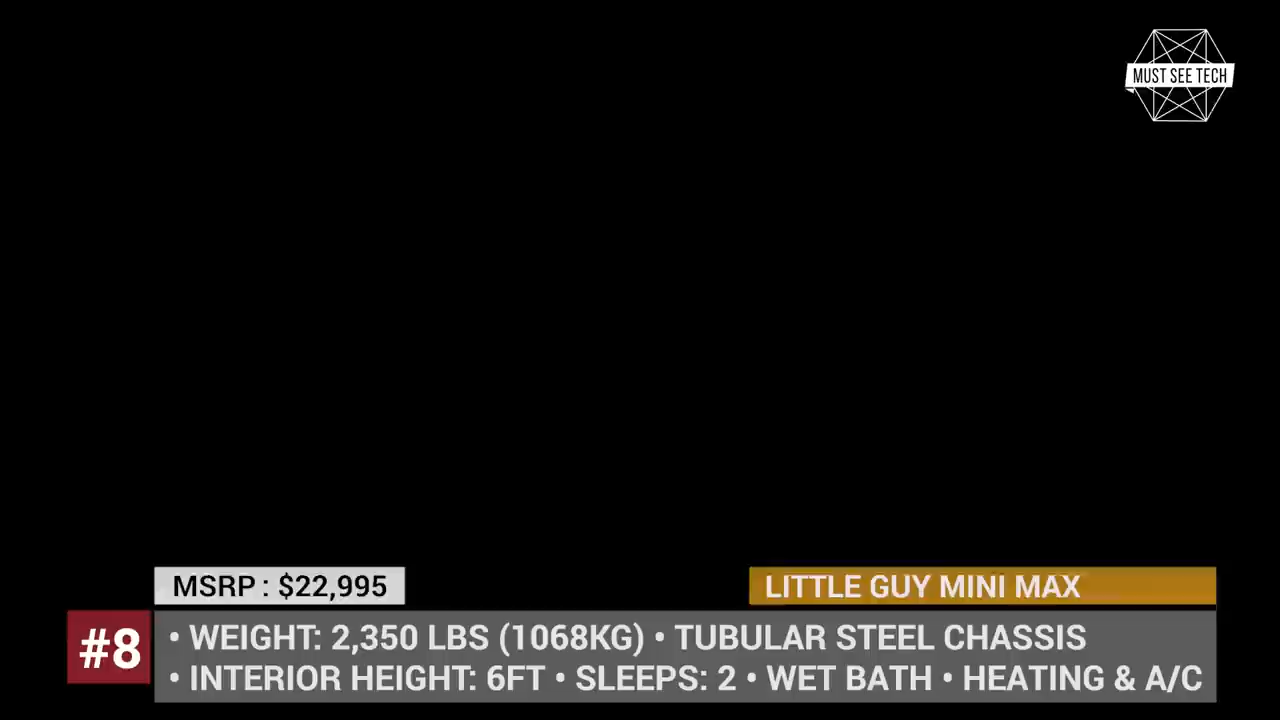 MUST SEE TECH
MSRP : $22,995
LITTLE GUY MINI MAX
#8
• WEIGHT: 2,350 LBS (1068KG) • TUBULAR STEEL CHASSIS
• INTERIOR HEIGHT: 6FT • SLEEPS: 2 • WET BATH • HEATING & A/C